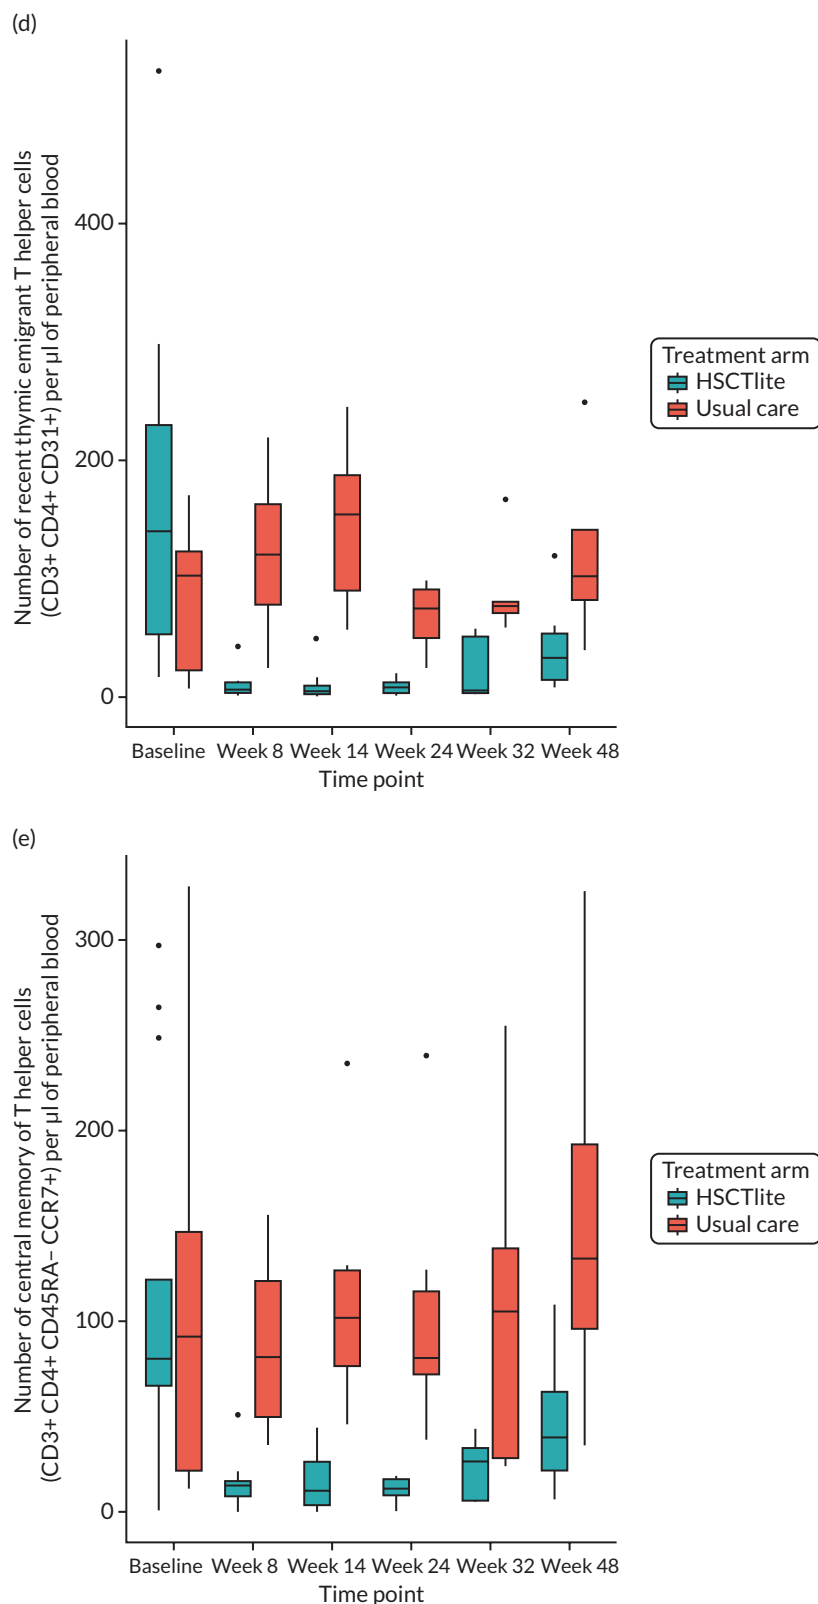 (d)
Number of recent thymic emigrant T helper cells
(CD3+ CD4+ CD31+) per µl of peripheral blood
400
200
0
Baseline Week 8 Week 14 Week 24 Week 32 Week 48
Time point
Treatment arm
HSCTlite
Usual care
(e)
Number of central memory of T helper cells
(CD3+ CD4+ CD45RA– CCR7+) per µl of peripheral blood
300
200
100
0
Baseline Week 8 Week 14 Week 24 Week 32 Week 48
Time point
Treatment arm
HSCTlite
Usual care